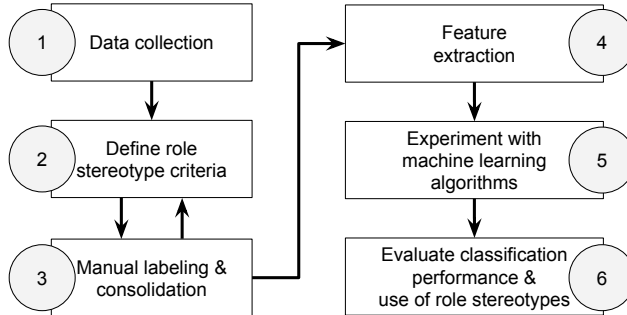 1
Data collection
2
Define role
stereotype criteria
3
Manual labeling &
consolidation
4
Feature
extraction
5
Experiment with
machine learning
algorithms
6
Evaluate classification
performance &
use of role stereotypes